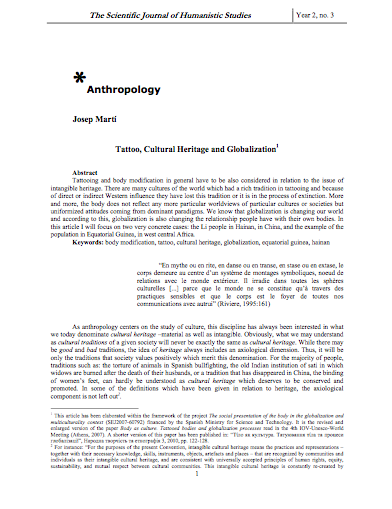 The Scientific Journal of Humanistic Studies Year 2, no. 3
* Anthropology
Josep Martí
Tattoo, Cultural Heritage and Globalization1
Abstract
Tattooing and body modification in general have to be also considered in relation to the issue of
intangible heritage. There are many cultures of the world which had a rich tradition in tattooing and because
of direct or indirect Western influence they have lost this tradition or it is in the process of extinction. More
and more, the body does not reflect any more particular worldviews of particular cultures or societies but
uniformized attitudes coming from dominant paradigms. We know that globalization is changing our world
and according to this, globalization is also changing the relationship people have with their own bodies. In
this article I will focus on two very concrete cases: the Li people in Hainan, in China, and the example of the
population in Equatorial Guinea, in west central Africa.
Keywords: body modification, tattoo, cultural heritage, globalization, equatorial guinea, hainan
"En mythe ou en rite, en danse ou en transe, en stase ou en extase, le
corps demeure au centre d'un système de montages symboliques, noeud de
relations avec le monde extérieur. Il irradie dans toutes les sphères
culturelles [...] parce que le monde ne se constitue qu'à travers des
practiques sensibles et que le corps est le foyer de toutes nos
communications avec autrui" (Riviere, 1995:161)
As anthropology centers on the study of culture, this discipline has always been interested in what
we today denominate cultural heritage –material as well as intangible. Obviously, what we may understand
as cultural traditions of a given society will never be exactly the same as cultural heritage. While there may
be good and bad traditions, the idea of heritage always includes an axiological dimension. Thus, it will be
only the traditions that society values positively which merit this denomination. For the majority of people,
traditions such as: the torture of animals in Spanish bullfighting, the old Indian institution of sati in which
widows are burned after the death of their husbands, or a tradition that has disappeared in China, the binding
of women's feet, can hardly be understood as cultural heritage which deserves to be conserved and
promoted. In some of the definitions which have been given in relation to heritage, the axiological
component is not left out2.
1 This article has been elaborated within the framework of the project The social presentation of the body in the globalization and
multiculturality context (SEJ2007-60792) financed by the Spanish Ministry for Science and Technology. It is the revised and
enlarged version of the paper Body as culture. Tattooed bodies and globalization processes read in the 4th IOV-Unesco-World
Meeting (Athens, 2007). A shorter version of this paper has been published in:
2010, pp. 122-128.
2 For instance: "For the purposes of the present Convention, intangible cultural heritage means the practices and representations –
together with their necessary knowledge, skills, instruments, objects, artefacts and places – that are recognized by communities and
individuals as their intangible cultural heritage, and are consistent with universally accepted principles of human rights, equity,
sustainability, and mutual respect between cultural communities. This intangible cultural heritage is constantly re-created by
1